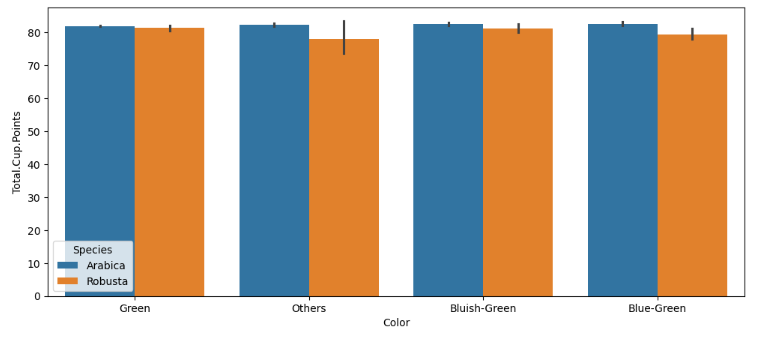 80
70
60
50
40
30
20
10
0
Total.Cup.Points
Species
Arabica
Robusta
Green
Others
Bluish-Green
Blue-Green
Color